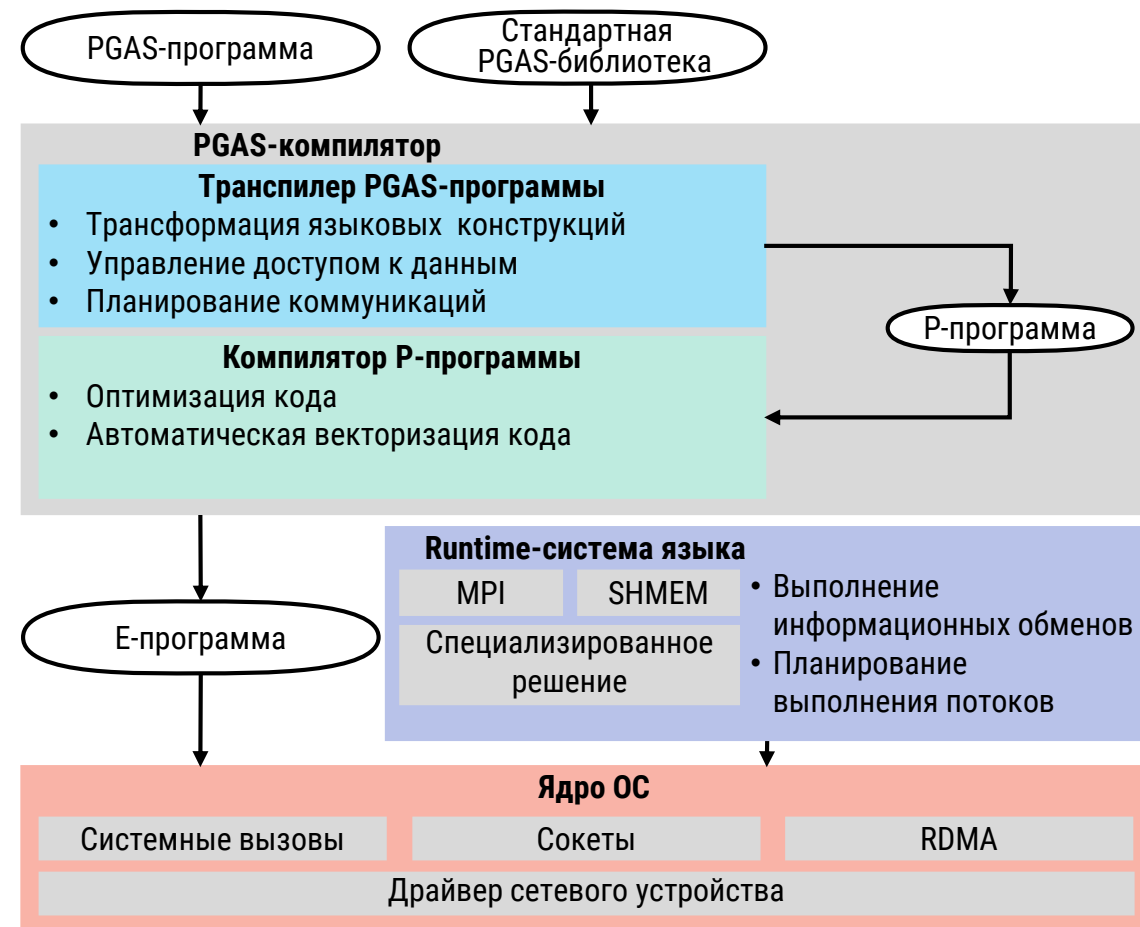 PGAS-программа
Стандартная
PGAS-библиотека
PGAS-компилятор
Транспилер PGAS-программы
• Трансформация языковых конструкций
• Управление доступом к данным
• Планирование коммуникаций
P-программа
Компилятор P-программы
• Оптимизация кода
• Автоматическая векторизация кода
Runtime-система языка
MPI
SHMEM
Специализированное
решение
• Выполнение
информационных обменов
• Планирование
выполнения потоков
E-программа
Ядро ОС
Системные вызовы
Сокеты
RDMA
Драйвер сетевого устройства